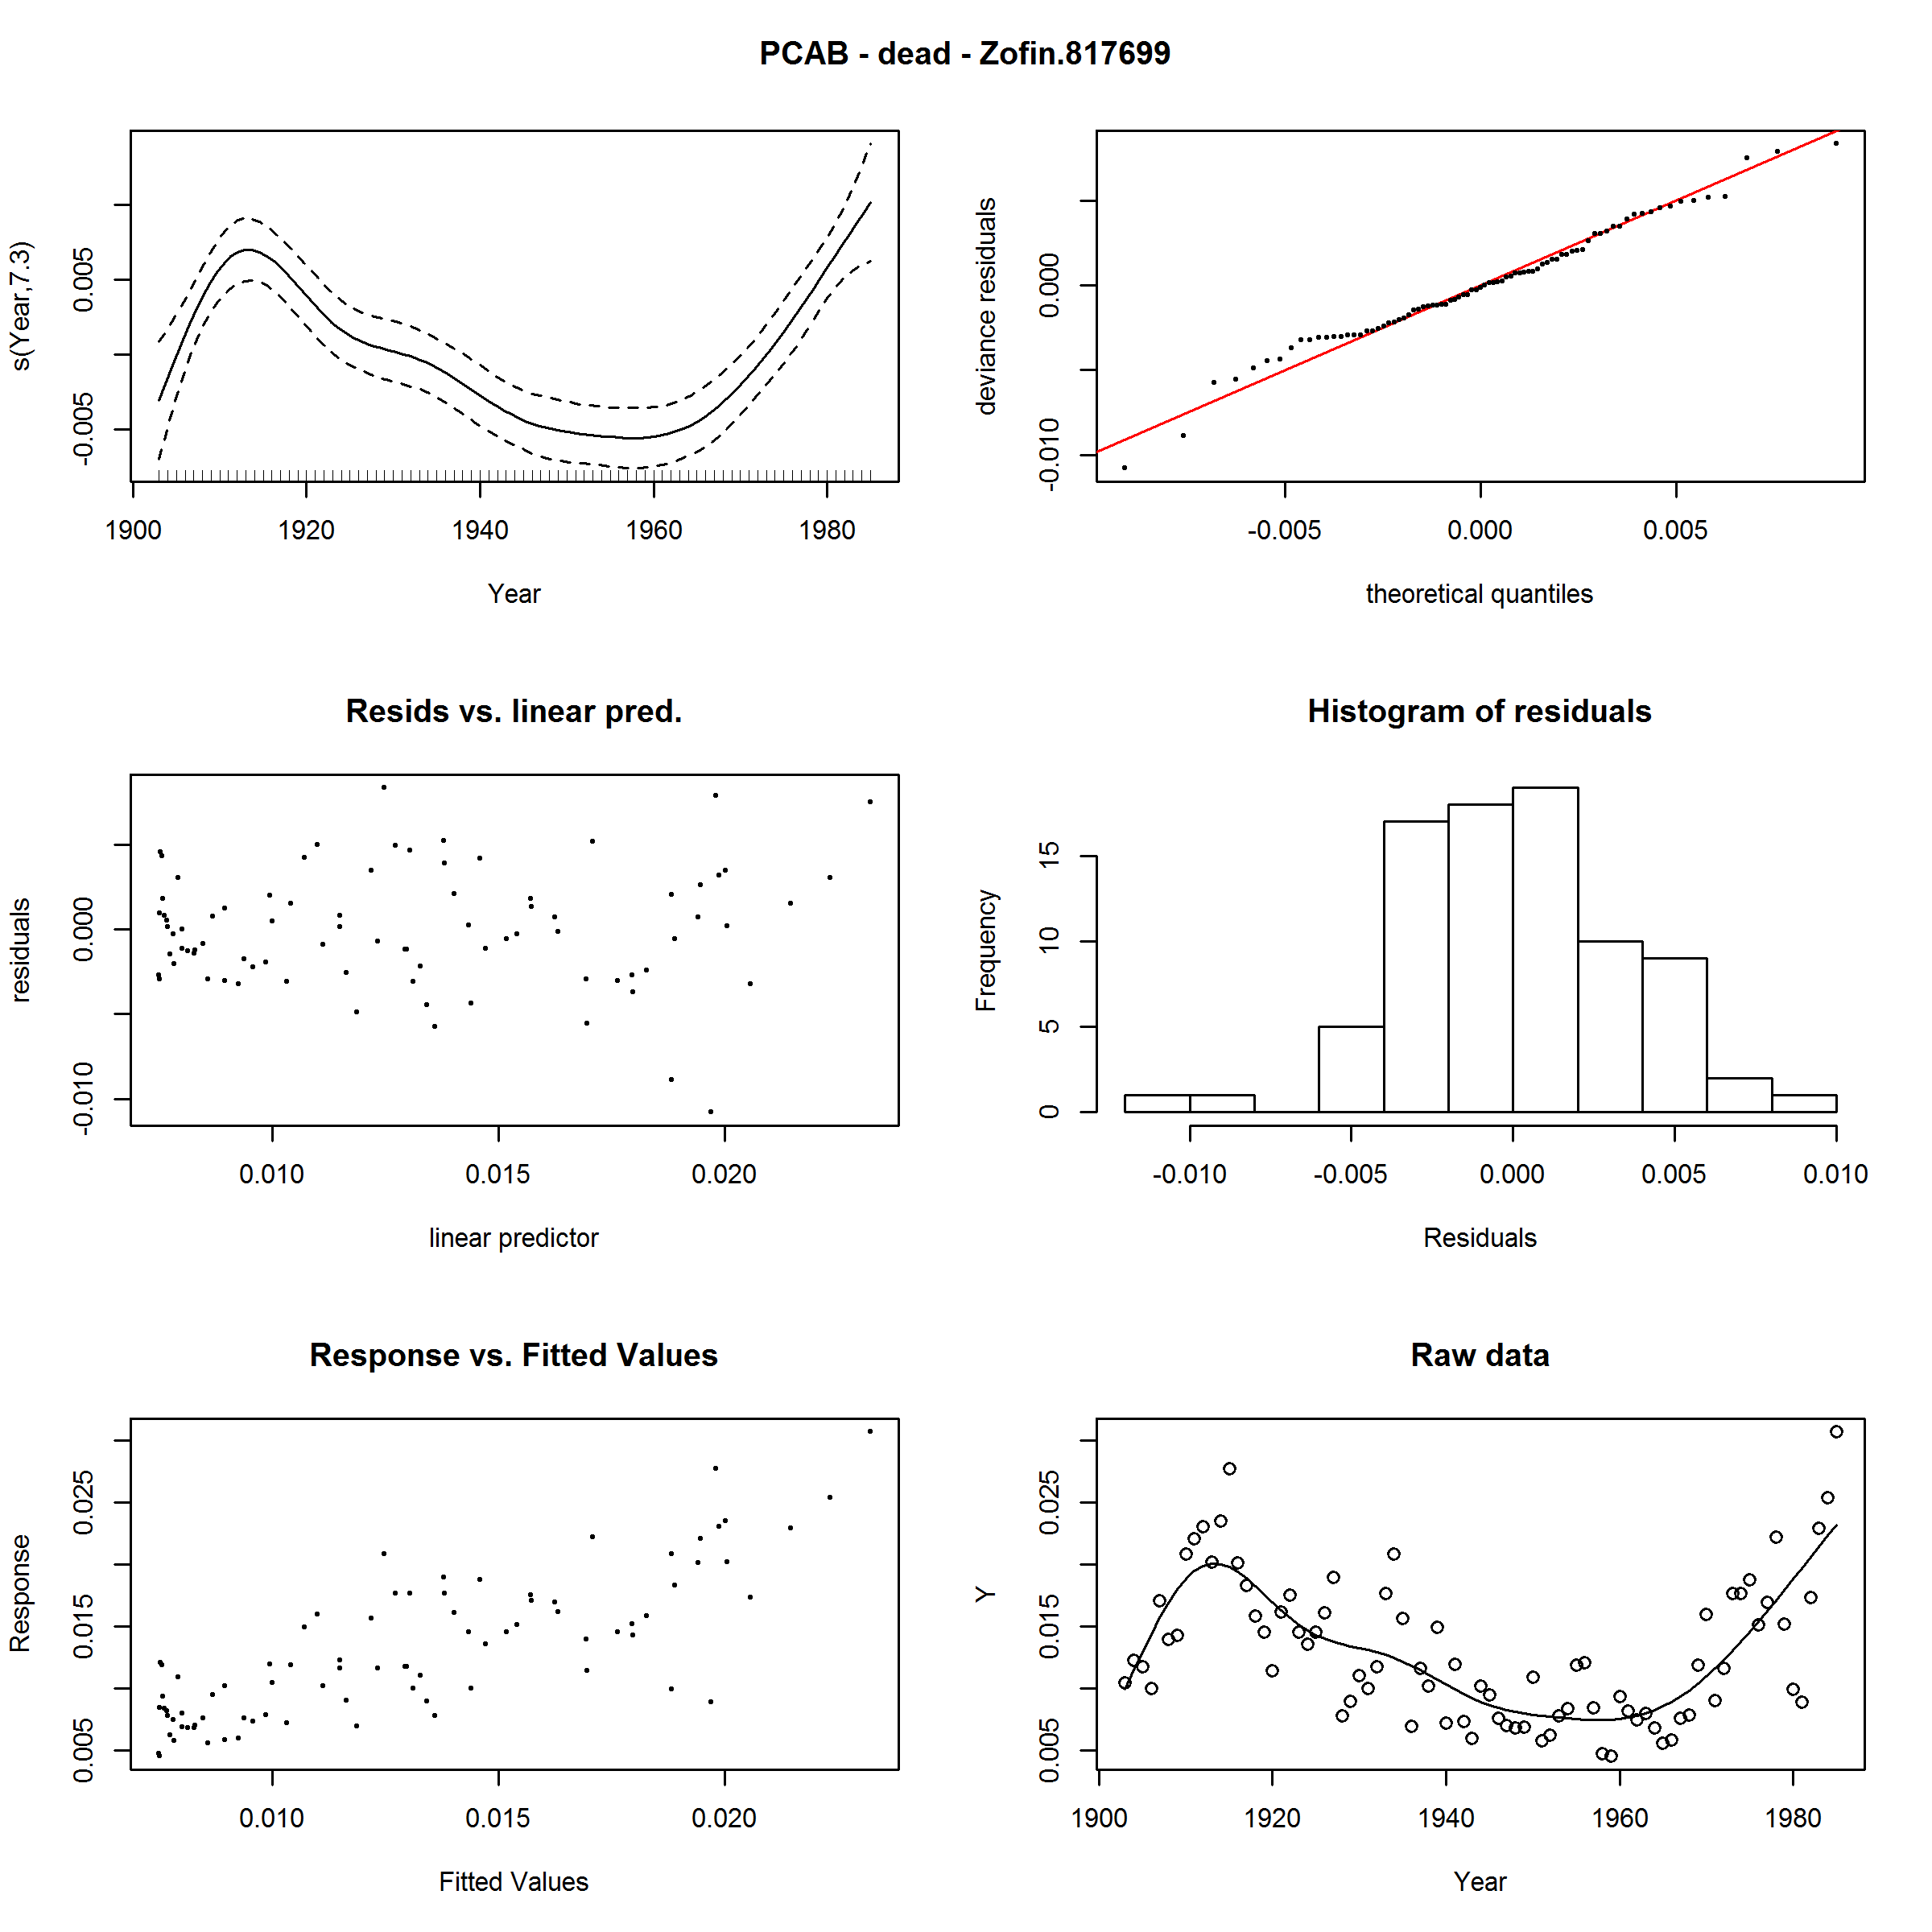 PCAB - dead - Zofin.817699
s(Year,7.3)
-0.005 0.005
1900 1920 1940 1960 1980
Year
deviance residuals
-0.010 0.000
-0.005 0.000 0.005
theoretical quantiles
Resids vs. linear pred.
residuals
-0.010 0.000
0.010 0.015 0.020
linear predictor
Histogram of residuals
Frequency
0 5 10 15
-0.010 -0.005 0.000 0.005 0.010
Residuals
Response vs. Fitted Values
Response
0.005 0.015 0.025
0.010 0.015 0.020
Fitted Values
Raw data
Y
0.005 0.015 0.025
1900 1920 1940 1960 1980
Year